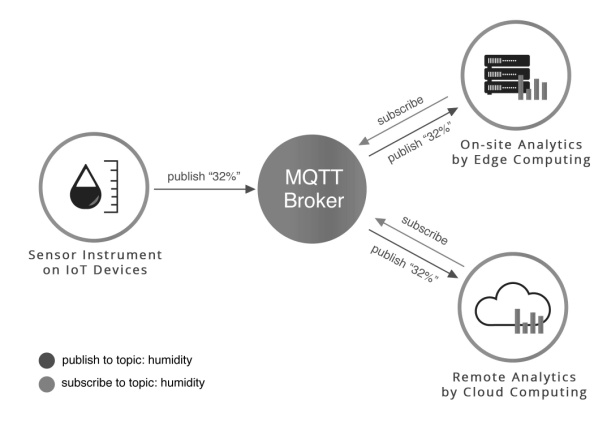 subscribe
publish “32%”
On-site Analytics
by Edge Computing
publish “32%”
MQTT
Broker
Sensor Instrument
on IoT Devices
subscribe
publish “32%”
Remote Analytics
by Cloud Computing
publish to topic: humidity
subscribe to topic: humidity